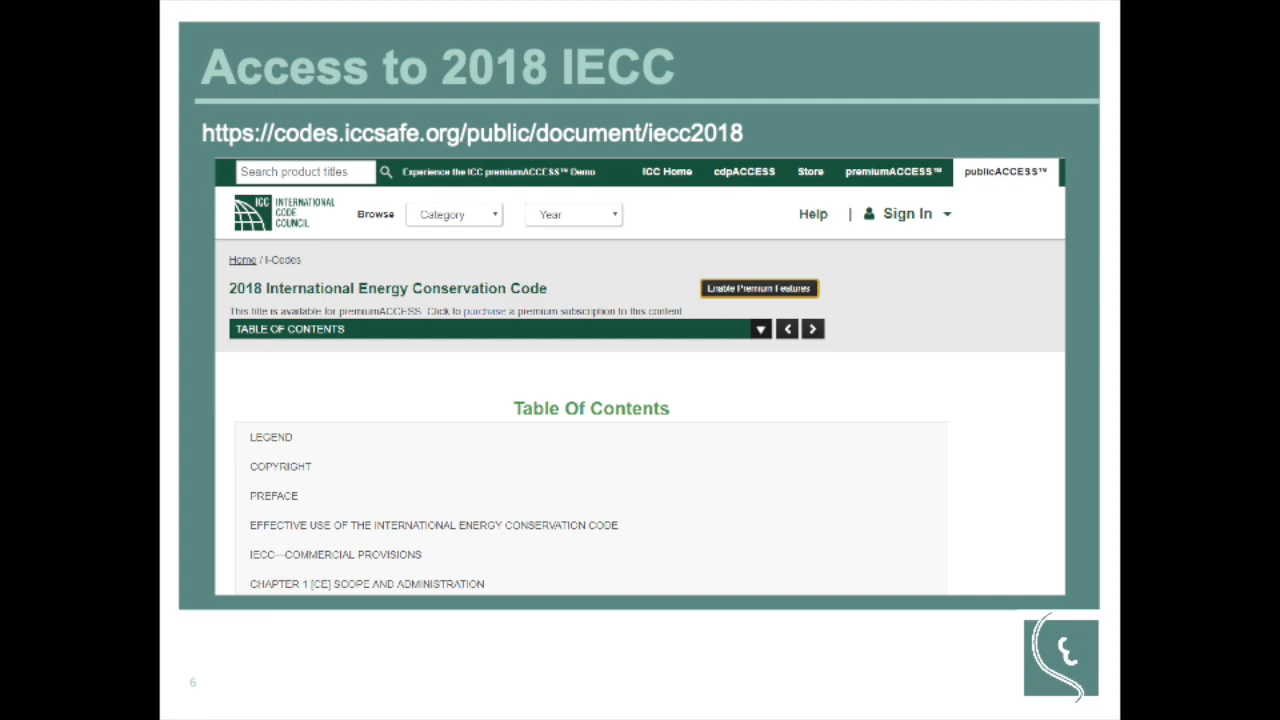 Access to 2018 IECC
https://codes.iccsafe.org/public/document/iecc2018
Search product titles Experience the ICC premiumACCESS™ Demo ICC Home cdpACCESS Store premiumACCESS™ publicACCESS™
ICC INTERNATIONAL CODE COUNCIL
Browse Category Year Help | Sign In
Home / I-Codes
2018 International Energy Conservation Code Enable Premium Features
This title is available for premiumACCESS. Click to purchase a premium subscription to this content
TABLE OF CONTENTS
Table Of Contents
LEGEND
COPYRIGHT
PREFACE
EFFECTIVE USE OF THE INTERNATIONAL ENERGY CONSERVATION CODE
IECC—COMMERCIAL PROVISIONS
CHAPTER 1 [CE] SCOPE AND ADMINISTRATION
6